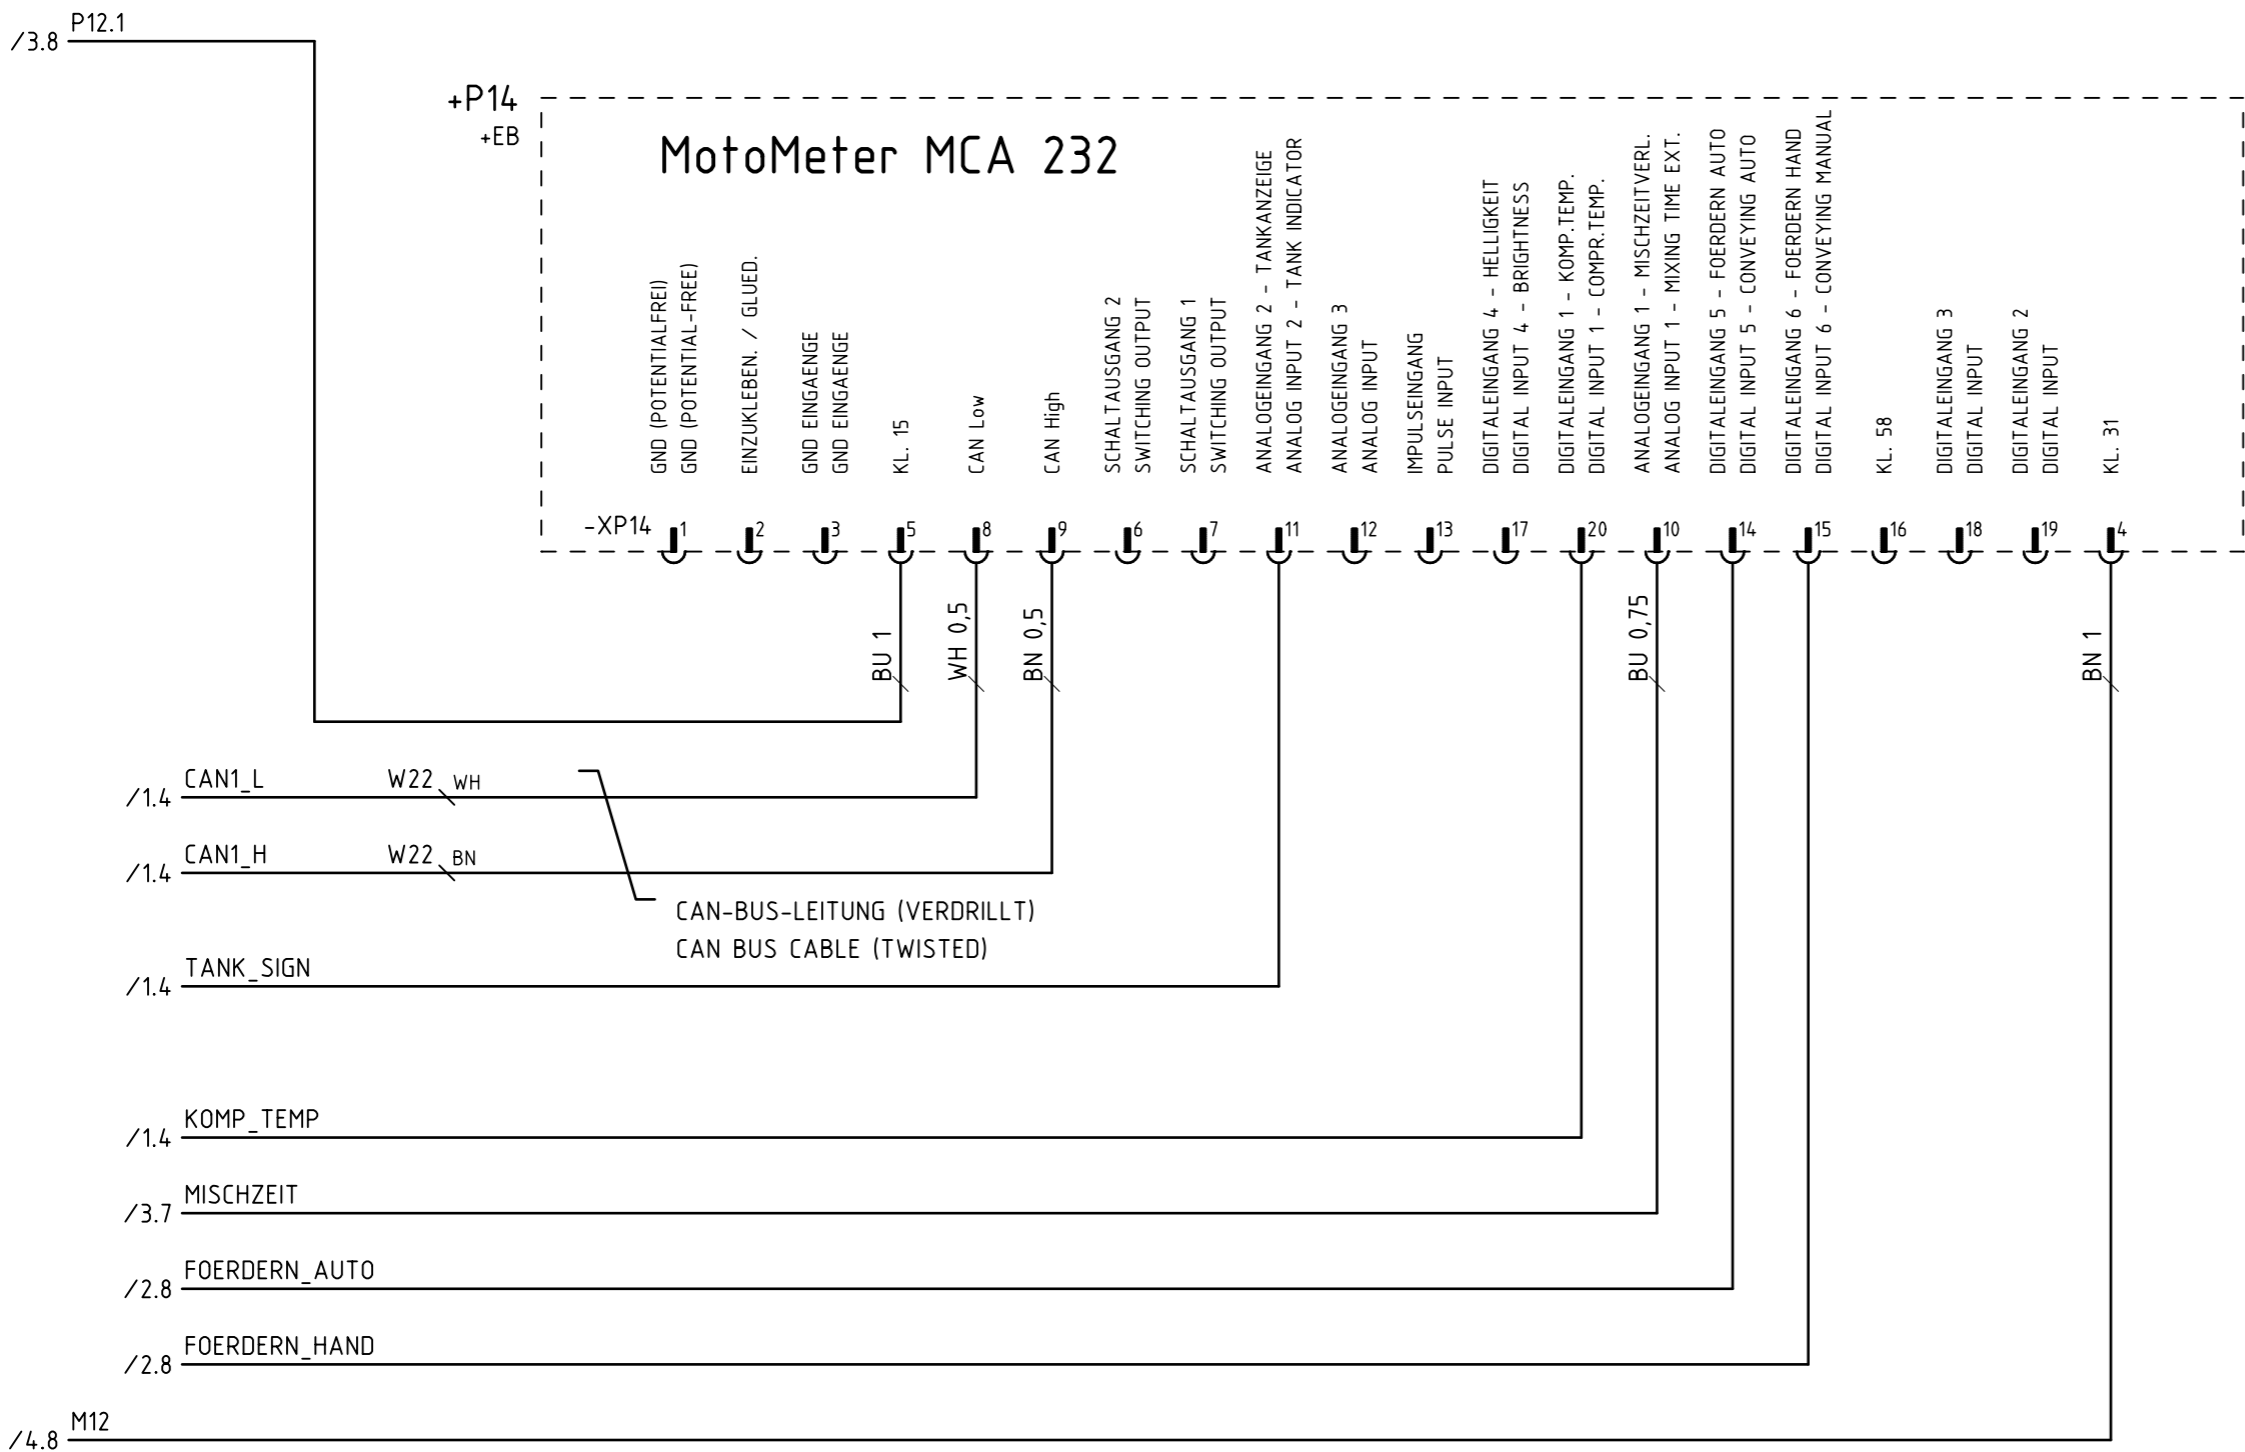 P12.1
/3.8
+P14
+EB
MotoMeter MCA 232
GND (POTENTIALFREI)
GND (POTENTIAL-FREE)
EINZUKLEBEN. / GLUED.
GND EINGAENGE
GND EINGAENGE
KL. 15
CAN Low
CAN High
SCHALTAUSGANG 2
SWITCHING OUTPUT
SCHALTAUSGANG 1
SWITCHING OUTPUT
ANALOGEINGANG 2 - TANKANZEIGE
ANALOG INPUT 2 - TANK INDICATOR
ANALOGEINGANG 3
ANALOG INPUT
IMPULSEINGANG
PULSE INPUT
DIGITALEINGANG 4 - HELLIGKEIT
DIGITAL INPUT 4 - BRIGHTNESS
DIGITALEINGANG 1 - KOMP.TEMP.
DIGITAL INPUT 1 - COMPR.TEMP.
ANALOGEINGANG 1 - MISCHZEITVERL.
ANALOG INPUT 1 - MIXING TIME EXT.
DIGITALEINGANG 5 - FOERDERN AUTO
DIGITAL INPUT 5 - CONVEYING AUTO
DIGITALEINGANG 6 - FOERDERN HAND
DIGITAL INPUT 6 - CONVEYING MANUAL
KL. 58
DIGITALEINGANG 3
DIGITAL INPUT
DIGITALEINGANG 2
DIGITAL INPUT
KL. 31
-XP14 1 2 3 5 8 9 6 7 11 12 13 17 20 10 14 15 16 18 19 4
BU 1
WH 0,5
BN 0,5
BU 0,75
BN 1
/1.4 CAN1_L W22 WH
/1.4 CAN1_H W22 BN
CAN-BUS-LEITUNG (VERDRILLT)
CAN BUS CABLE (TWISTED)
/1.4 TANK_SIGN
/1.4 KOMP_TEMP
/3.7 MISCHZEIT
/2.8 FOERDERN_AUTO
/2.8 FOERDERN_HAND
/4.8 M12